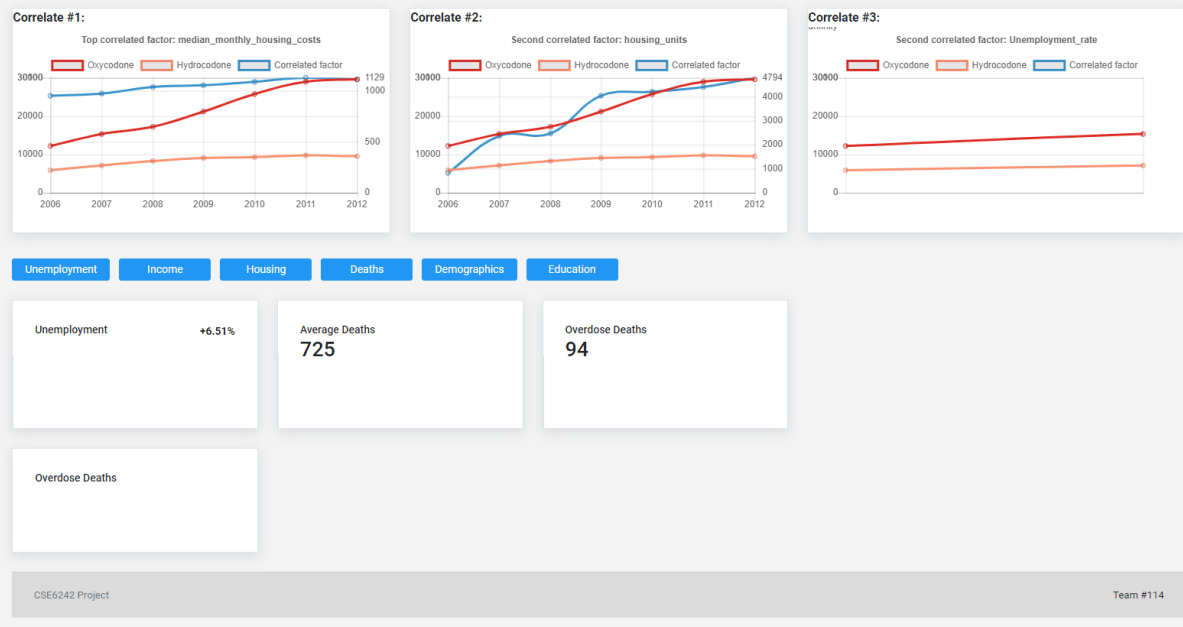 Correlate #1:
Top correlated factor: median_monthly_housing_costs
Oxycodone Hydrocodone Correlated factor
30000 1129
1000
20000
500
10000
0 0
2006 2007 2008 2009 2010 2011 2012
Correlate #2:
Second correlated factor: housing_units
Oxycodone Hydrocodone Correlated factor
30000 4794
4000
20000 3000
2000
10000
1000
0 0
2006 2007 2008 2009 2010 2011 2012
Correlate #3:
Second correlated factor: Unemployment_rate
Oxycodone Hydrocodone Correlated factor
30000
20000
10000
0
Unemployment Income Housing Deaths Demographics Education
Unemployment +6.51%
Average Deaths
725
Overdose Deaths
94
Overdose Deaths
CSE6242 Project Team #114